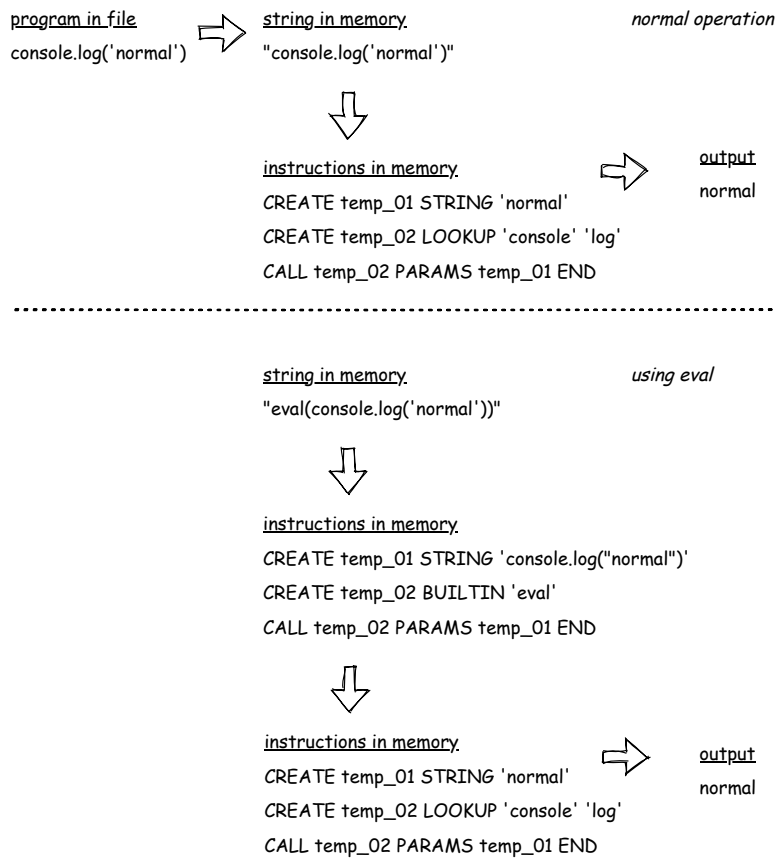 program in file
console.log('normal')
string in memory
"console.log('normal')"
normal operation
instructions in memory
CREATE temp_01 STRING 'normal'
CREATE temp_02 LOOKUP 'console' 'log'
CALL temp_02 PARAMS temp_01 END
output
normal
string in memory
"eval(console.log('normal'))"
using eval
instructions in memory
CREATE temp_01 STRING 'console.log("normal")'
CREATE temp_02 BUILTIN 'eval'
CALL temp_02 PARAMS temp_01 END
instructions in memory
CREATE temp_01 STRING 'normal'
CREATE temp_02 LOOKUP 'console' 'log'
CALL temp_02 PARAMS temp_01 END
output
normal